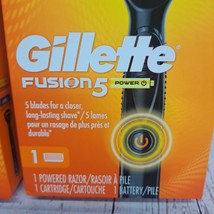 Gillette
FUSION5
POWER
5 blades for a closer,
long-lasting shave*/5 lames
pour un rasage de plus près et
durable*
1
1 POWERED RAZOR/RASOIR À PILE
1 CARTRIDGE/CARTOUCHE 1 BATTERY/PILE